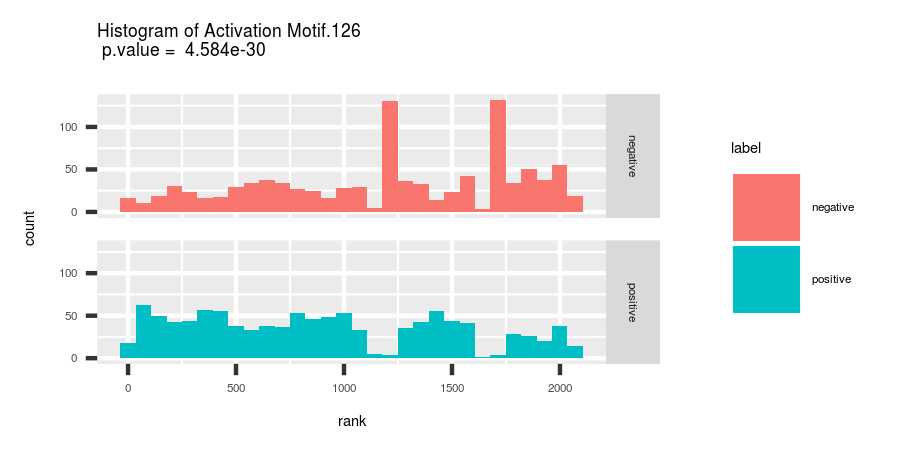 Histogram of Activation Motif.126
p.value = 4.584e-30
count
100
50
0
negative
100
50
0
positive
0 500 1000 1500 2000
rank
label
negative
positive